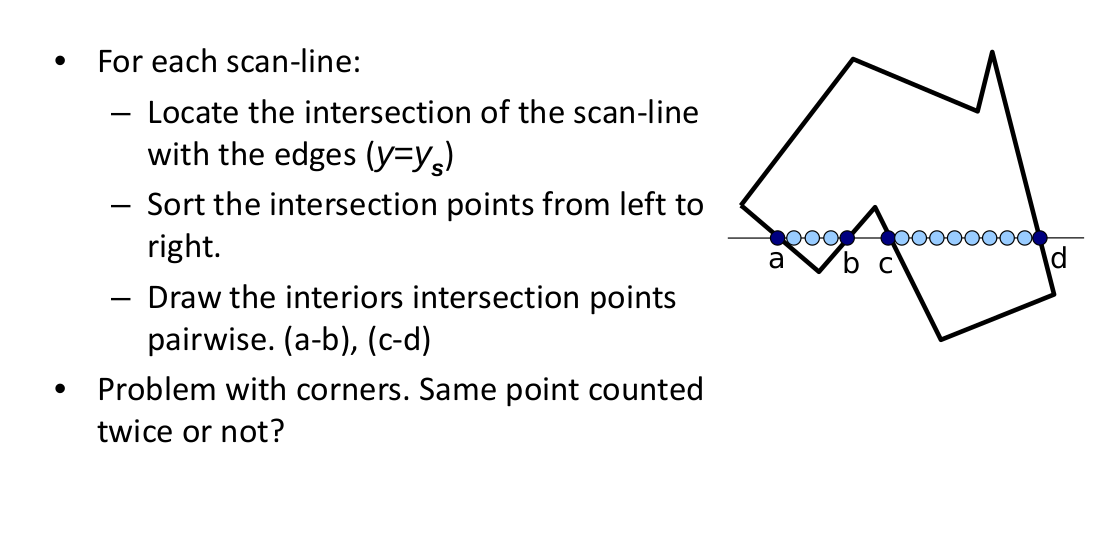 • For each scan-line:
– Locate the intersection of the scan-line
with the edges (y=yₛ)
– Sort the intersection points from left to
right.
– Draw the interiors intersection points
pairwise. (a-b), (c-d)
• Problem with corners. Same point counted
twice or not?
a b c d